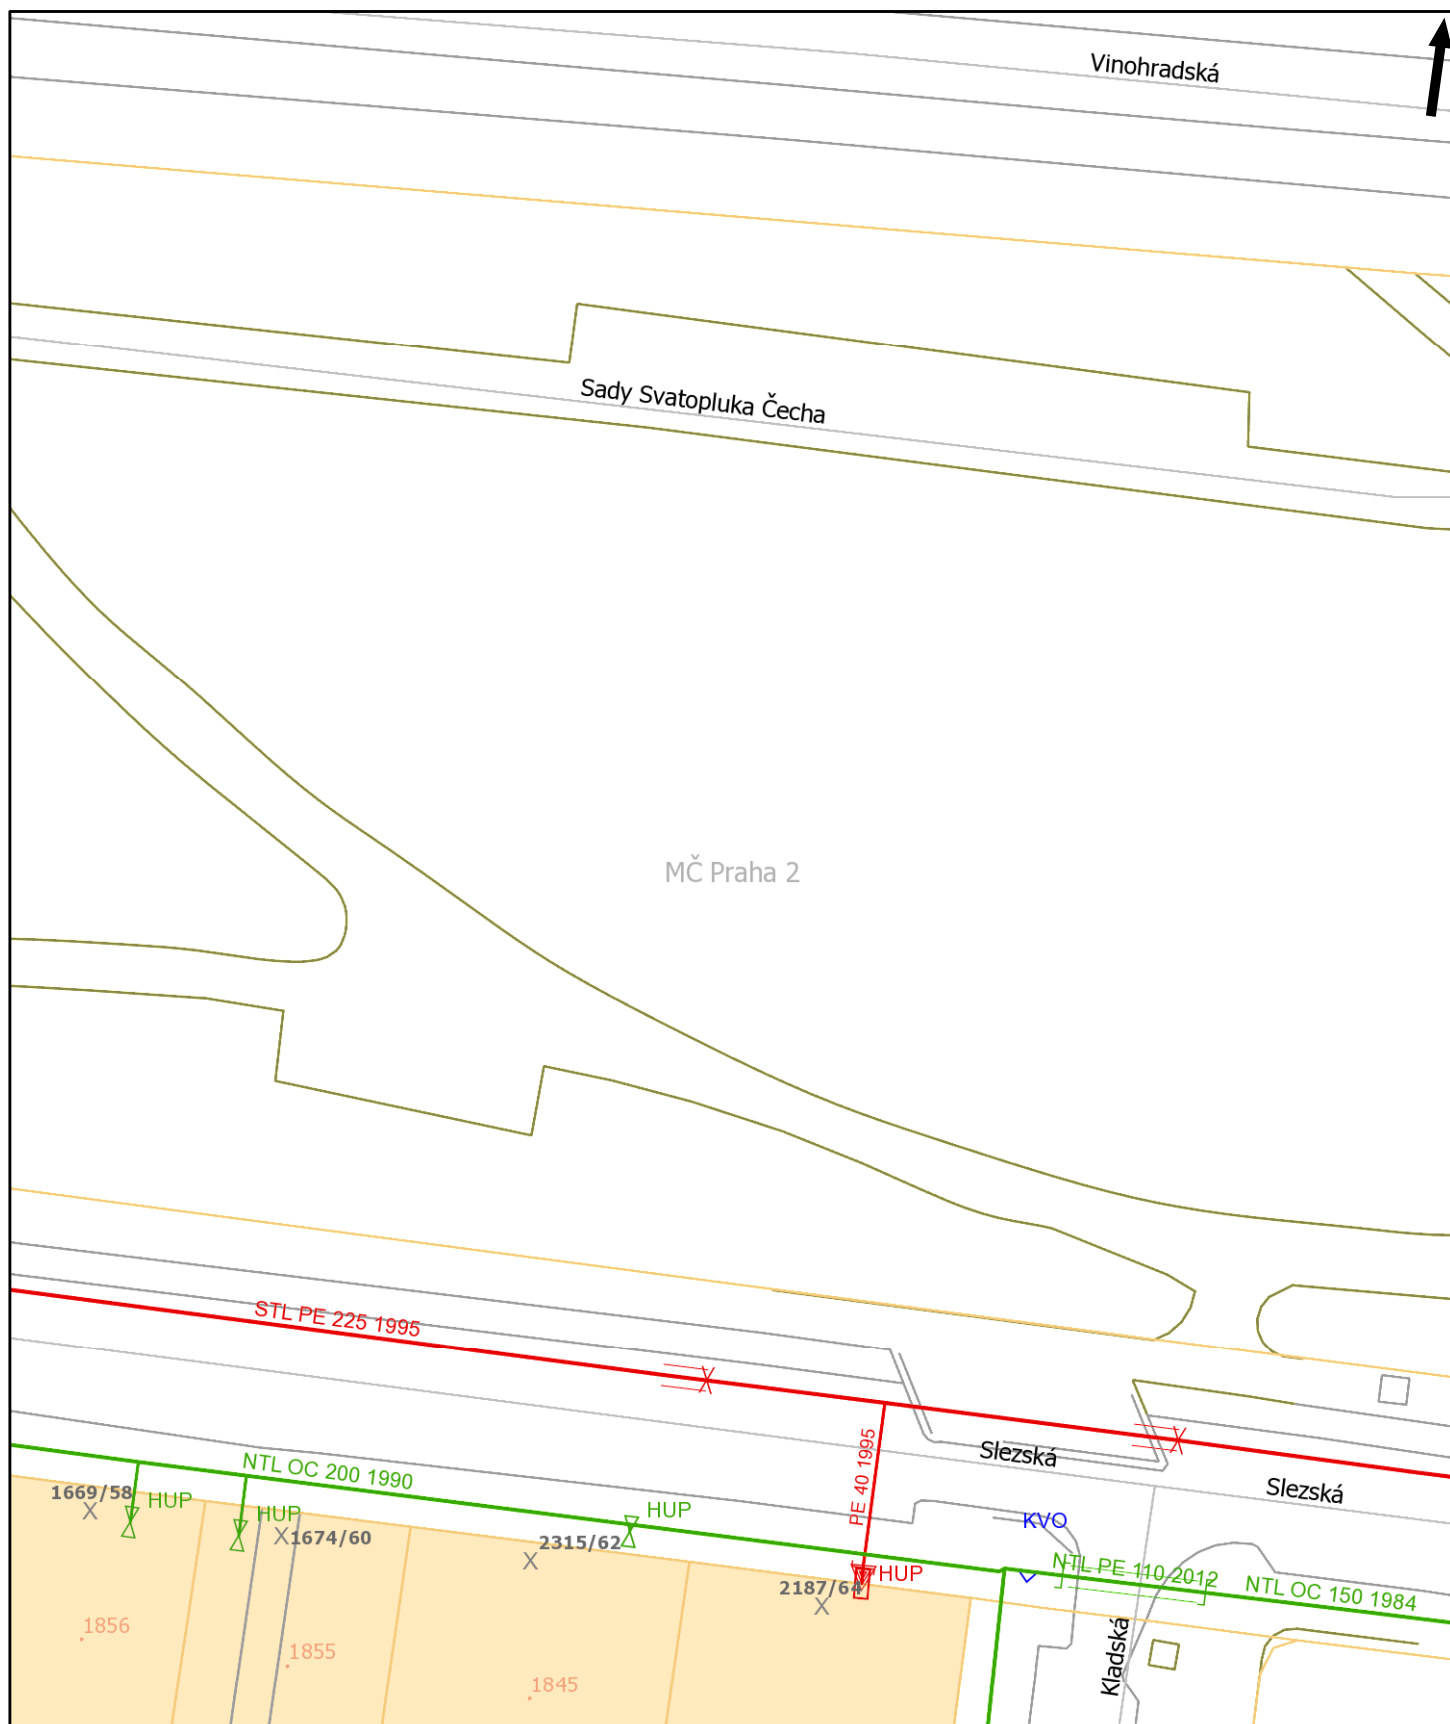 Vinohradská
Sady Svatopluka Čecha
MČ Praha 2
STL PE 225 1995
PE 40 1995
Slezská
Slezská
NTL OC 200 1990
1669/58
HUP
HUP
1674/60
HUP
2315/62
KVO
HUP
2187/64
NTL PE 110 2012
NTL OC 150 1984
Kladská
1856
1855
1845